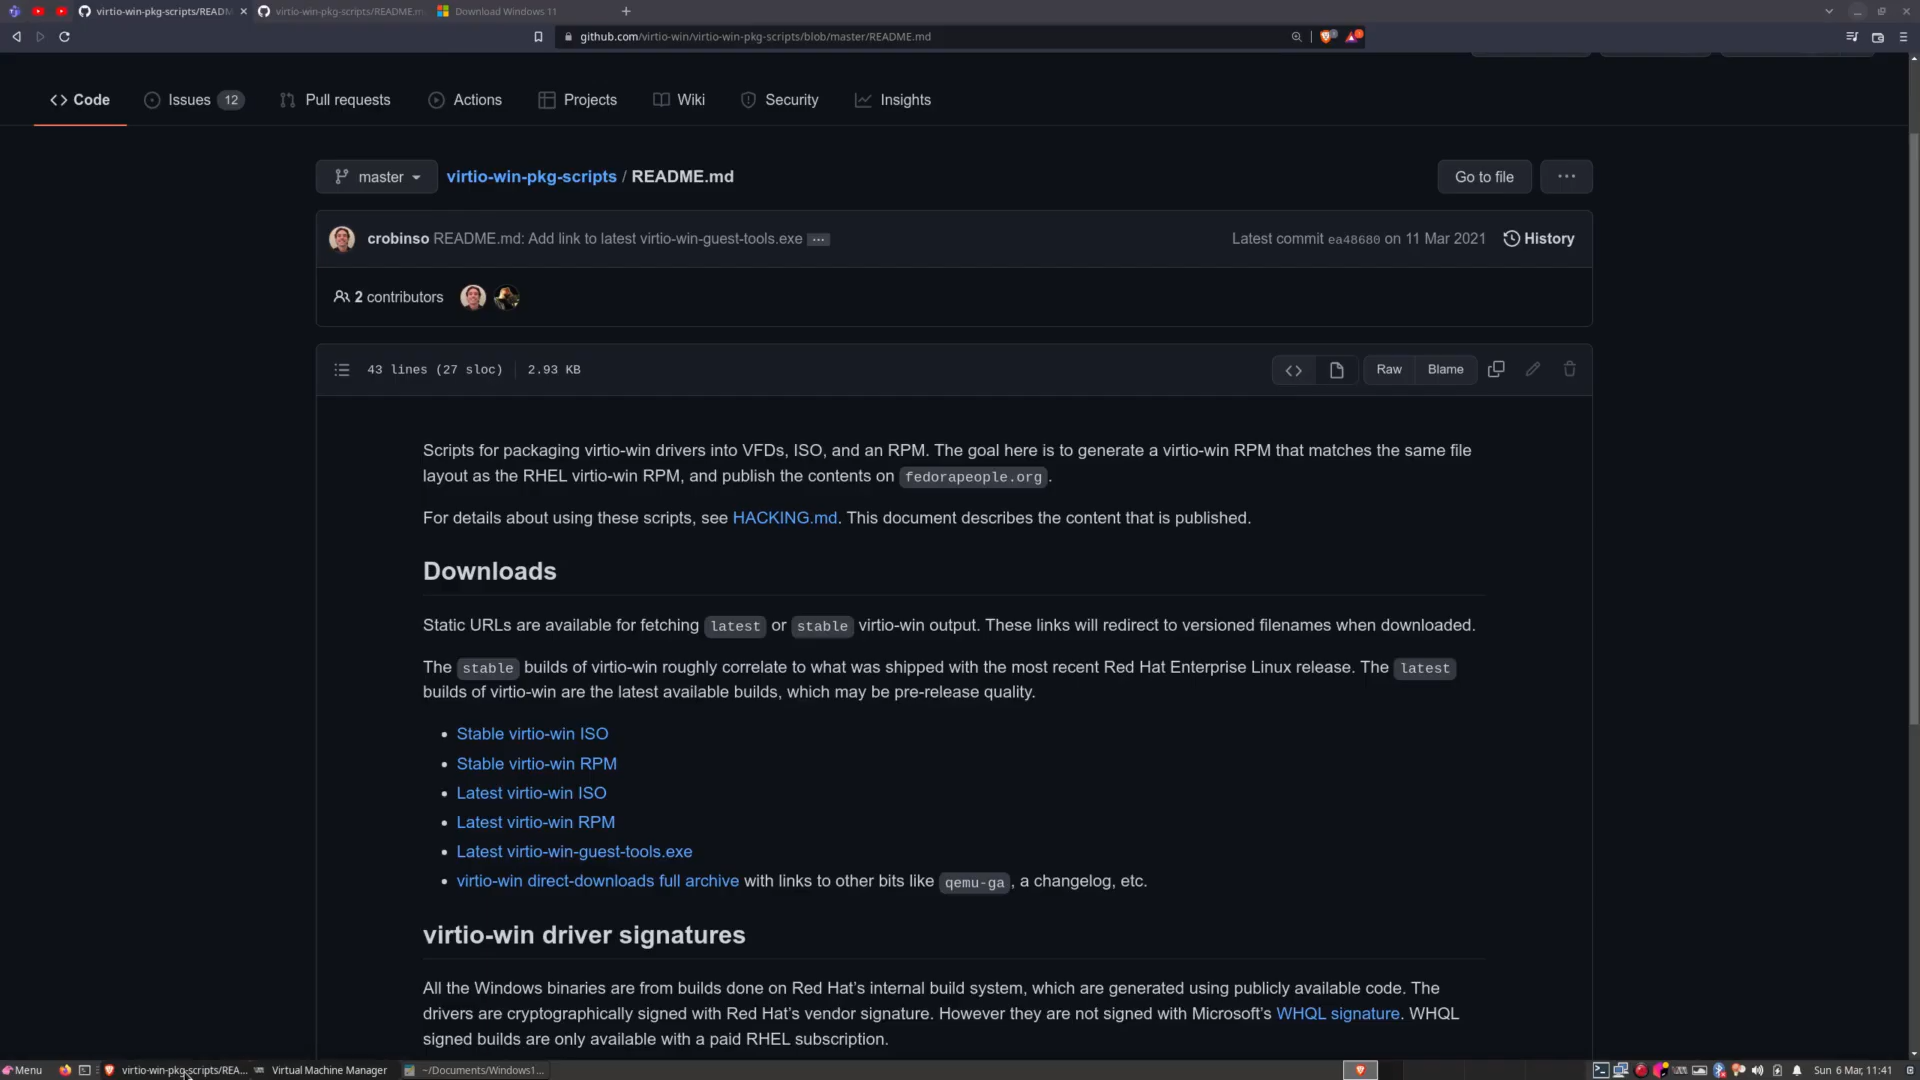 virtio-win-pkg-scripts/READM
virtio-win-pkg-scripts/README.m
Download Windows 11
github.com/virtio-win/virtio-win-pkg-scripts/blob/master/README.md
Code
Issues 12
Pull requests
Actions
Projects
Wiki
Security
Insights
master
virtio-win-pkg-scripts / README.md
Go to file
crobinso README.md: Add link to latest virtio-win-guest-tools.exe ...
Latest commit ea48680 on 11 Mar 2021
History
2 contributors
43 lines (27 sloc) 2.93 KB
Raw
Blame
Scripts for packaging virtio-win drivers into VFDs, ISO, and an RPM. The goal here is to generate a virtio-win RPM that matches the same file
layout as the RHEL virtio-win RPM, and publish the contents on fedorapeople.org.
For details about using these scripts, see HACKING.md. This document describes the content that is published.
Downloads
Static URLs are available for fetching latest or stable virtio-win output. These links will redirect to versioned filenames when downloaded.
The stable builds of virtio-win roughly correlate to what was shipped with the most recent Red Hat Enterprise Linux release. The latest
builds of virtio-win are the latest available builds, which may be pre-release quality.
• Stable virtio-win ISO
• Stable virtio-win RPM
• Latest virtio-win ISO
• Latest virtio-win RPM
• Latest virtio-win-guest-tools.exe
• virtio-win direct-downloads full archive with links to other bits like qemu-ga, a changelog, etc.
virtio-win driver signatures
All the Windows binaries are from builds done on Red Hat’s internal build system, which are generated using publicly available code. The
drivers are cryptographically signed with Red Hat’s vendor signature. However they are not signed with Microsoft’s WHQL signature. WHQL
signed builds are only available with a paid RHEL subscription.
Menu
virtio-win-pkg-scripts/REA...
Virtual Machine Manager
~/Documents/Windows1...
Sun 6 Mar, 11:41